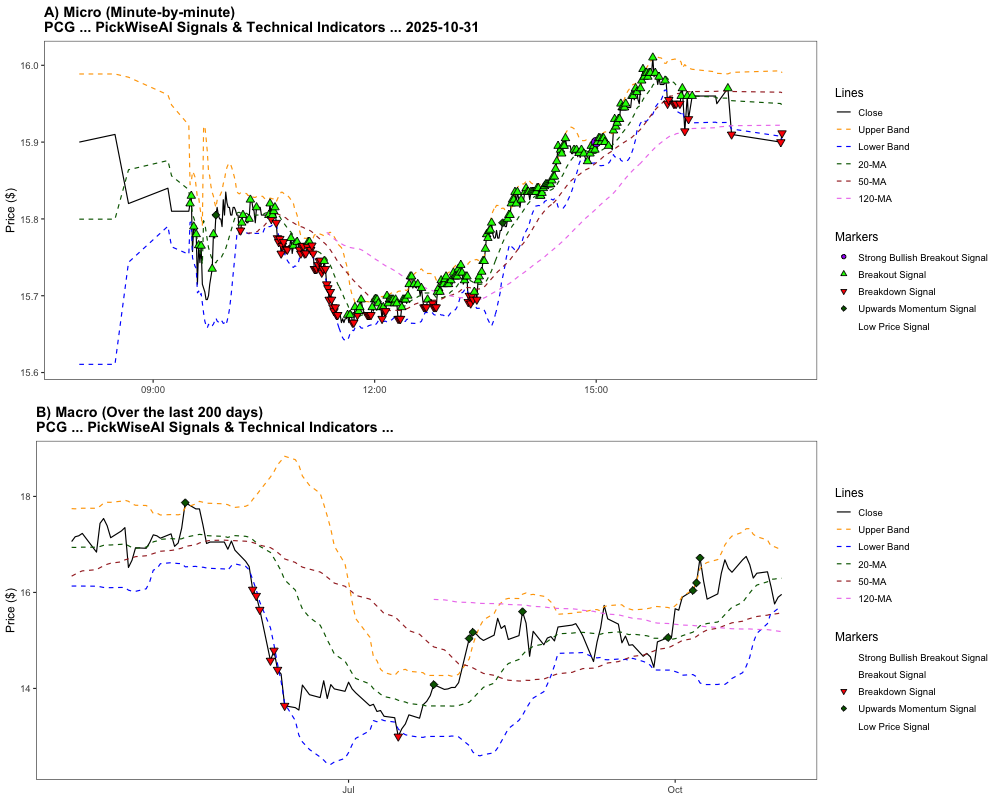 A) Micro (Minute-by-minute)
PCG ... PickWiseAI Signals & Technical Indicators ... 2025-10-31
Price ($)
16.0
15.9
15.8
15.7
15.6
09:00
12:00
15:00
Lines
Close
Upper Band
Lower Band
20-MA
50-MA
120-MA
Markers
Strong Bullish Breakout Signal
Breakout Signal
Breakdown Signal
Upwards Momentum Signal
Low Price Signal
B) Macro (Over the last 200 days)
PCG ... PickWiseAI Signals & Technical Indicators ...
Price ($)
18
16
14
Jul
Oct
Lines
Close
Upper Band
Lower Band
20-MA
50-MA
120-MA
Markers
Strong Bullish Breakout Signal
Breakout Signal
Breakdown Signal
Upwards Momentum Signal
Low Price Signal